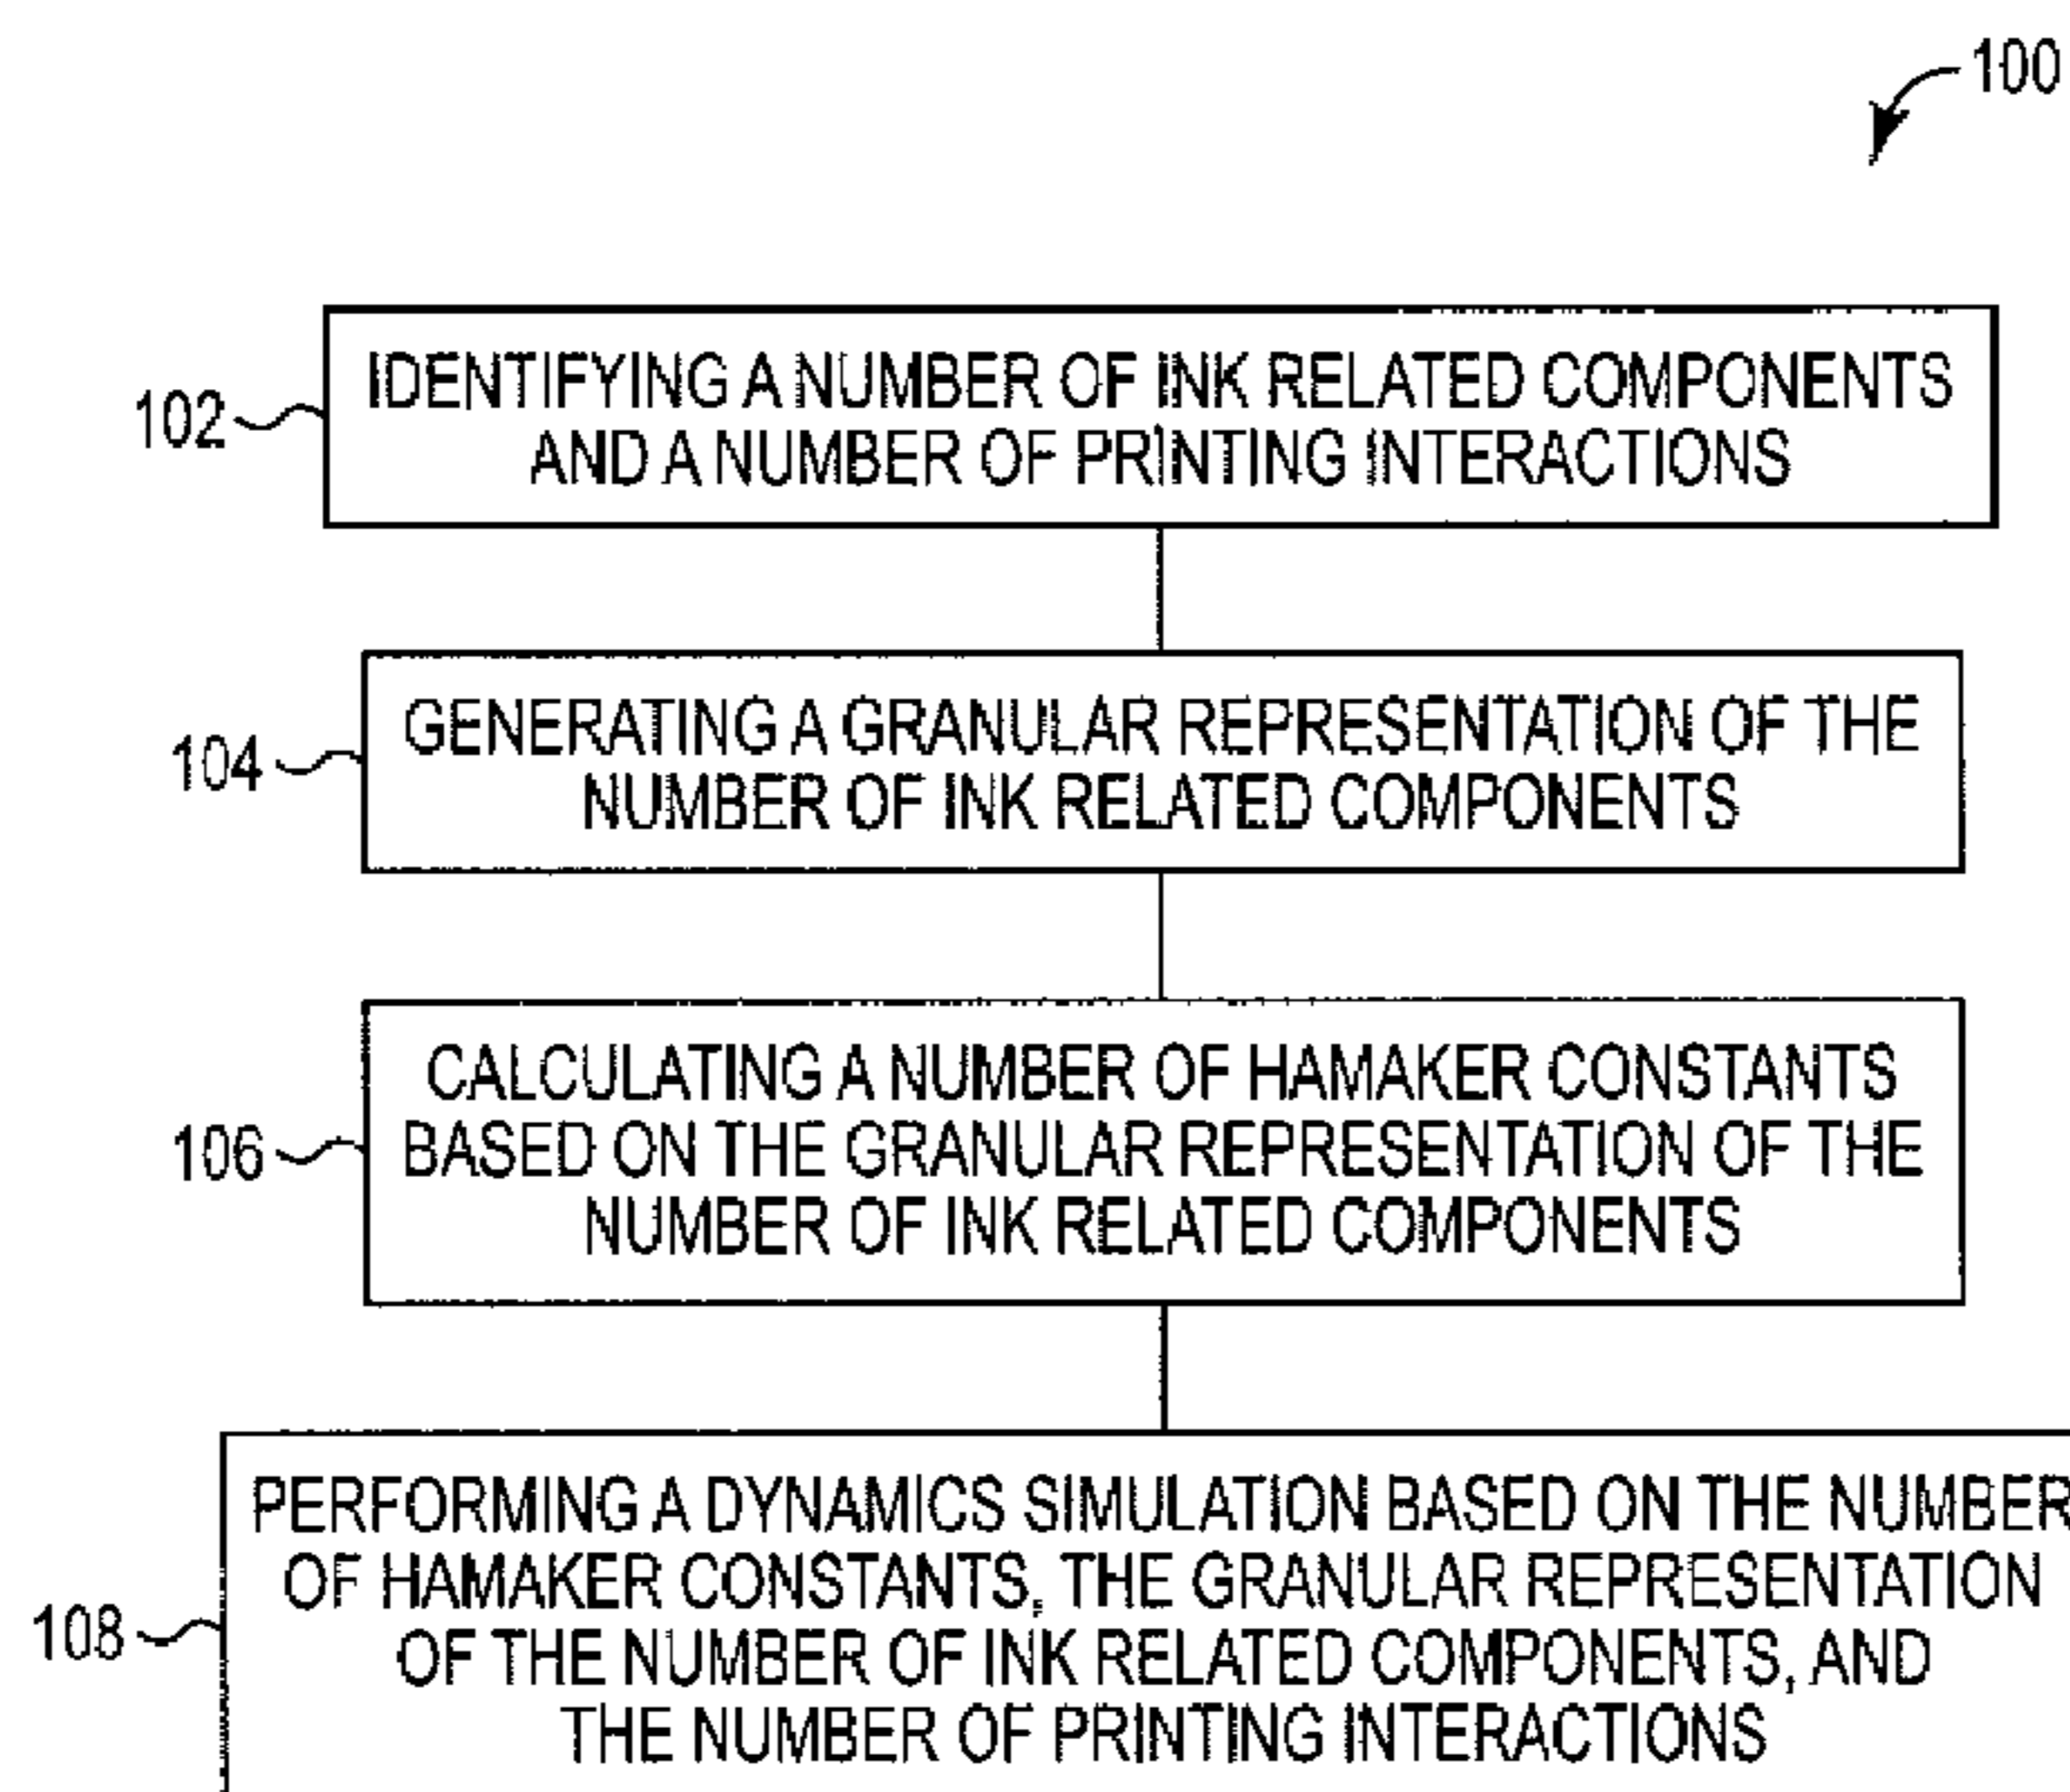 100
102
IDENTIFYING A NUMBER OF INK RELATED COMPONENTS
AND A NUMBER OF PRINTING INTERACTIONS
104
GENERATING A GRANULAR REPRESENTATION OF THE
NUMBER OF INK RELATED COMPONENTS
106
CALCULATING A NUMBER OF HAMAKER CONSTANTS
BASED ON THE GRANULAR REPRESENTATION OF THE
NUMBER OF INK RELATED COMPONENTS
108
PERFORMING A DYNAMICS SIMULATION BASED ON THE NUMBER
OF HAMAKER CONSTANTS, THE GRANULAR REPRESENTATION
OF THE NUMBER OF INK RELATED COMPONENTS, AND
THE NUMBER OF PRINTING INTERACTIONS